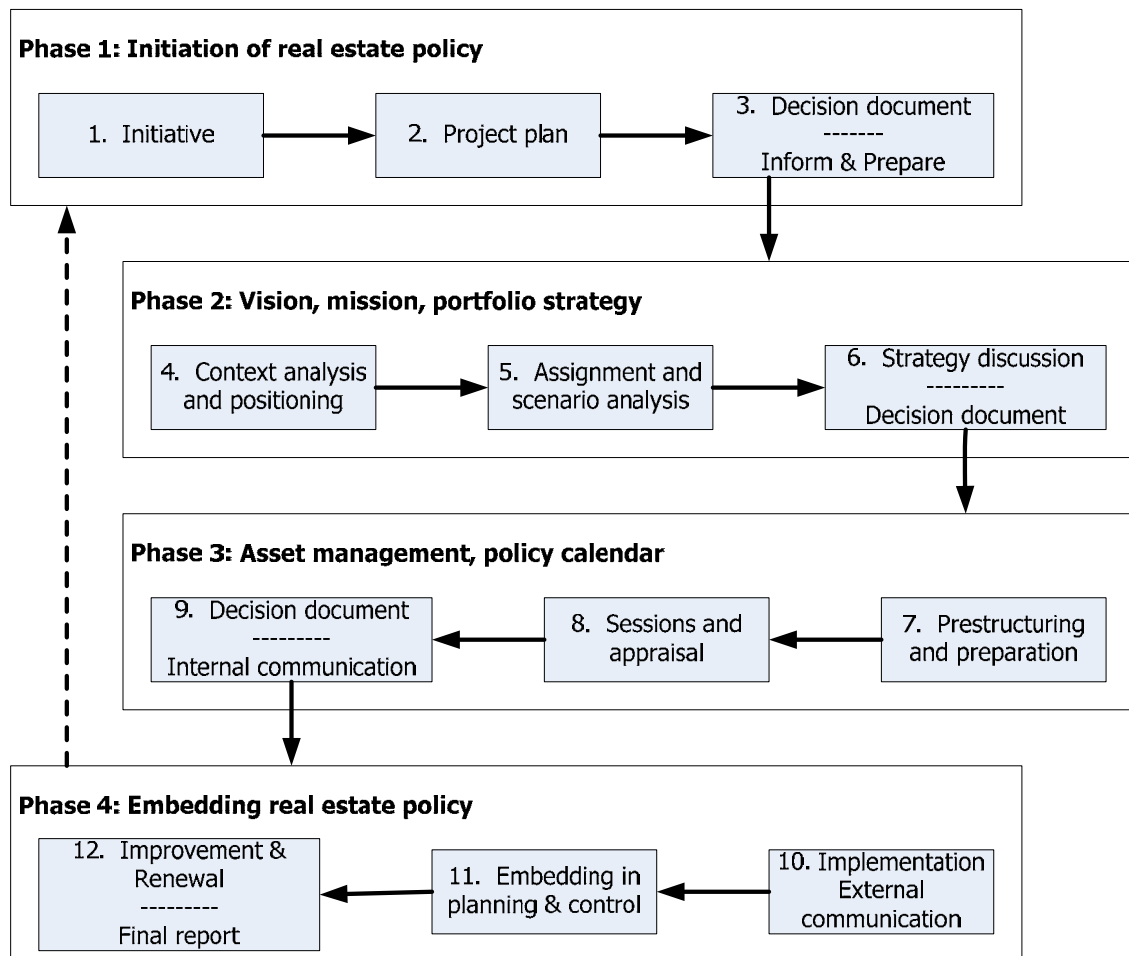 Phase 1: Initiation of real estate policy
1. Initiative
2. Project plan
3. Decision document
-------
Inform & Prepare
Phase 2: Vision, mission, portfolio strategy
4. Context analysis
and positioning
5. Assignment and
scenario analysis
6. Strategy discussion
---------
Decision document
Phase 3: Asset management, policy calendar
9. Decision document
---------
Internal communication
8. Sessions and
appraisal
7. Prestructuring
and preparation
Phase 4: Embedding real estate policy
12. Improvement &
Renewal
---------
Final report
11. Embedding in
planning & control
10. Implementation
External
communication